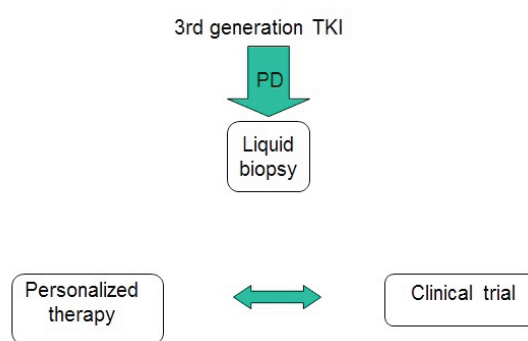 3rd generation TKI
PD
Liquid
biopsy
Personalized
therapy
Clinical trial